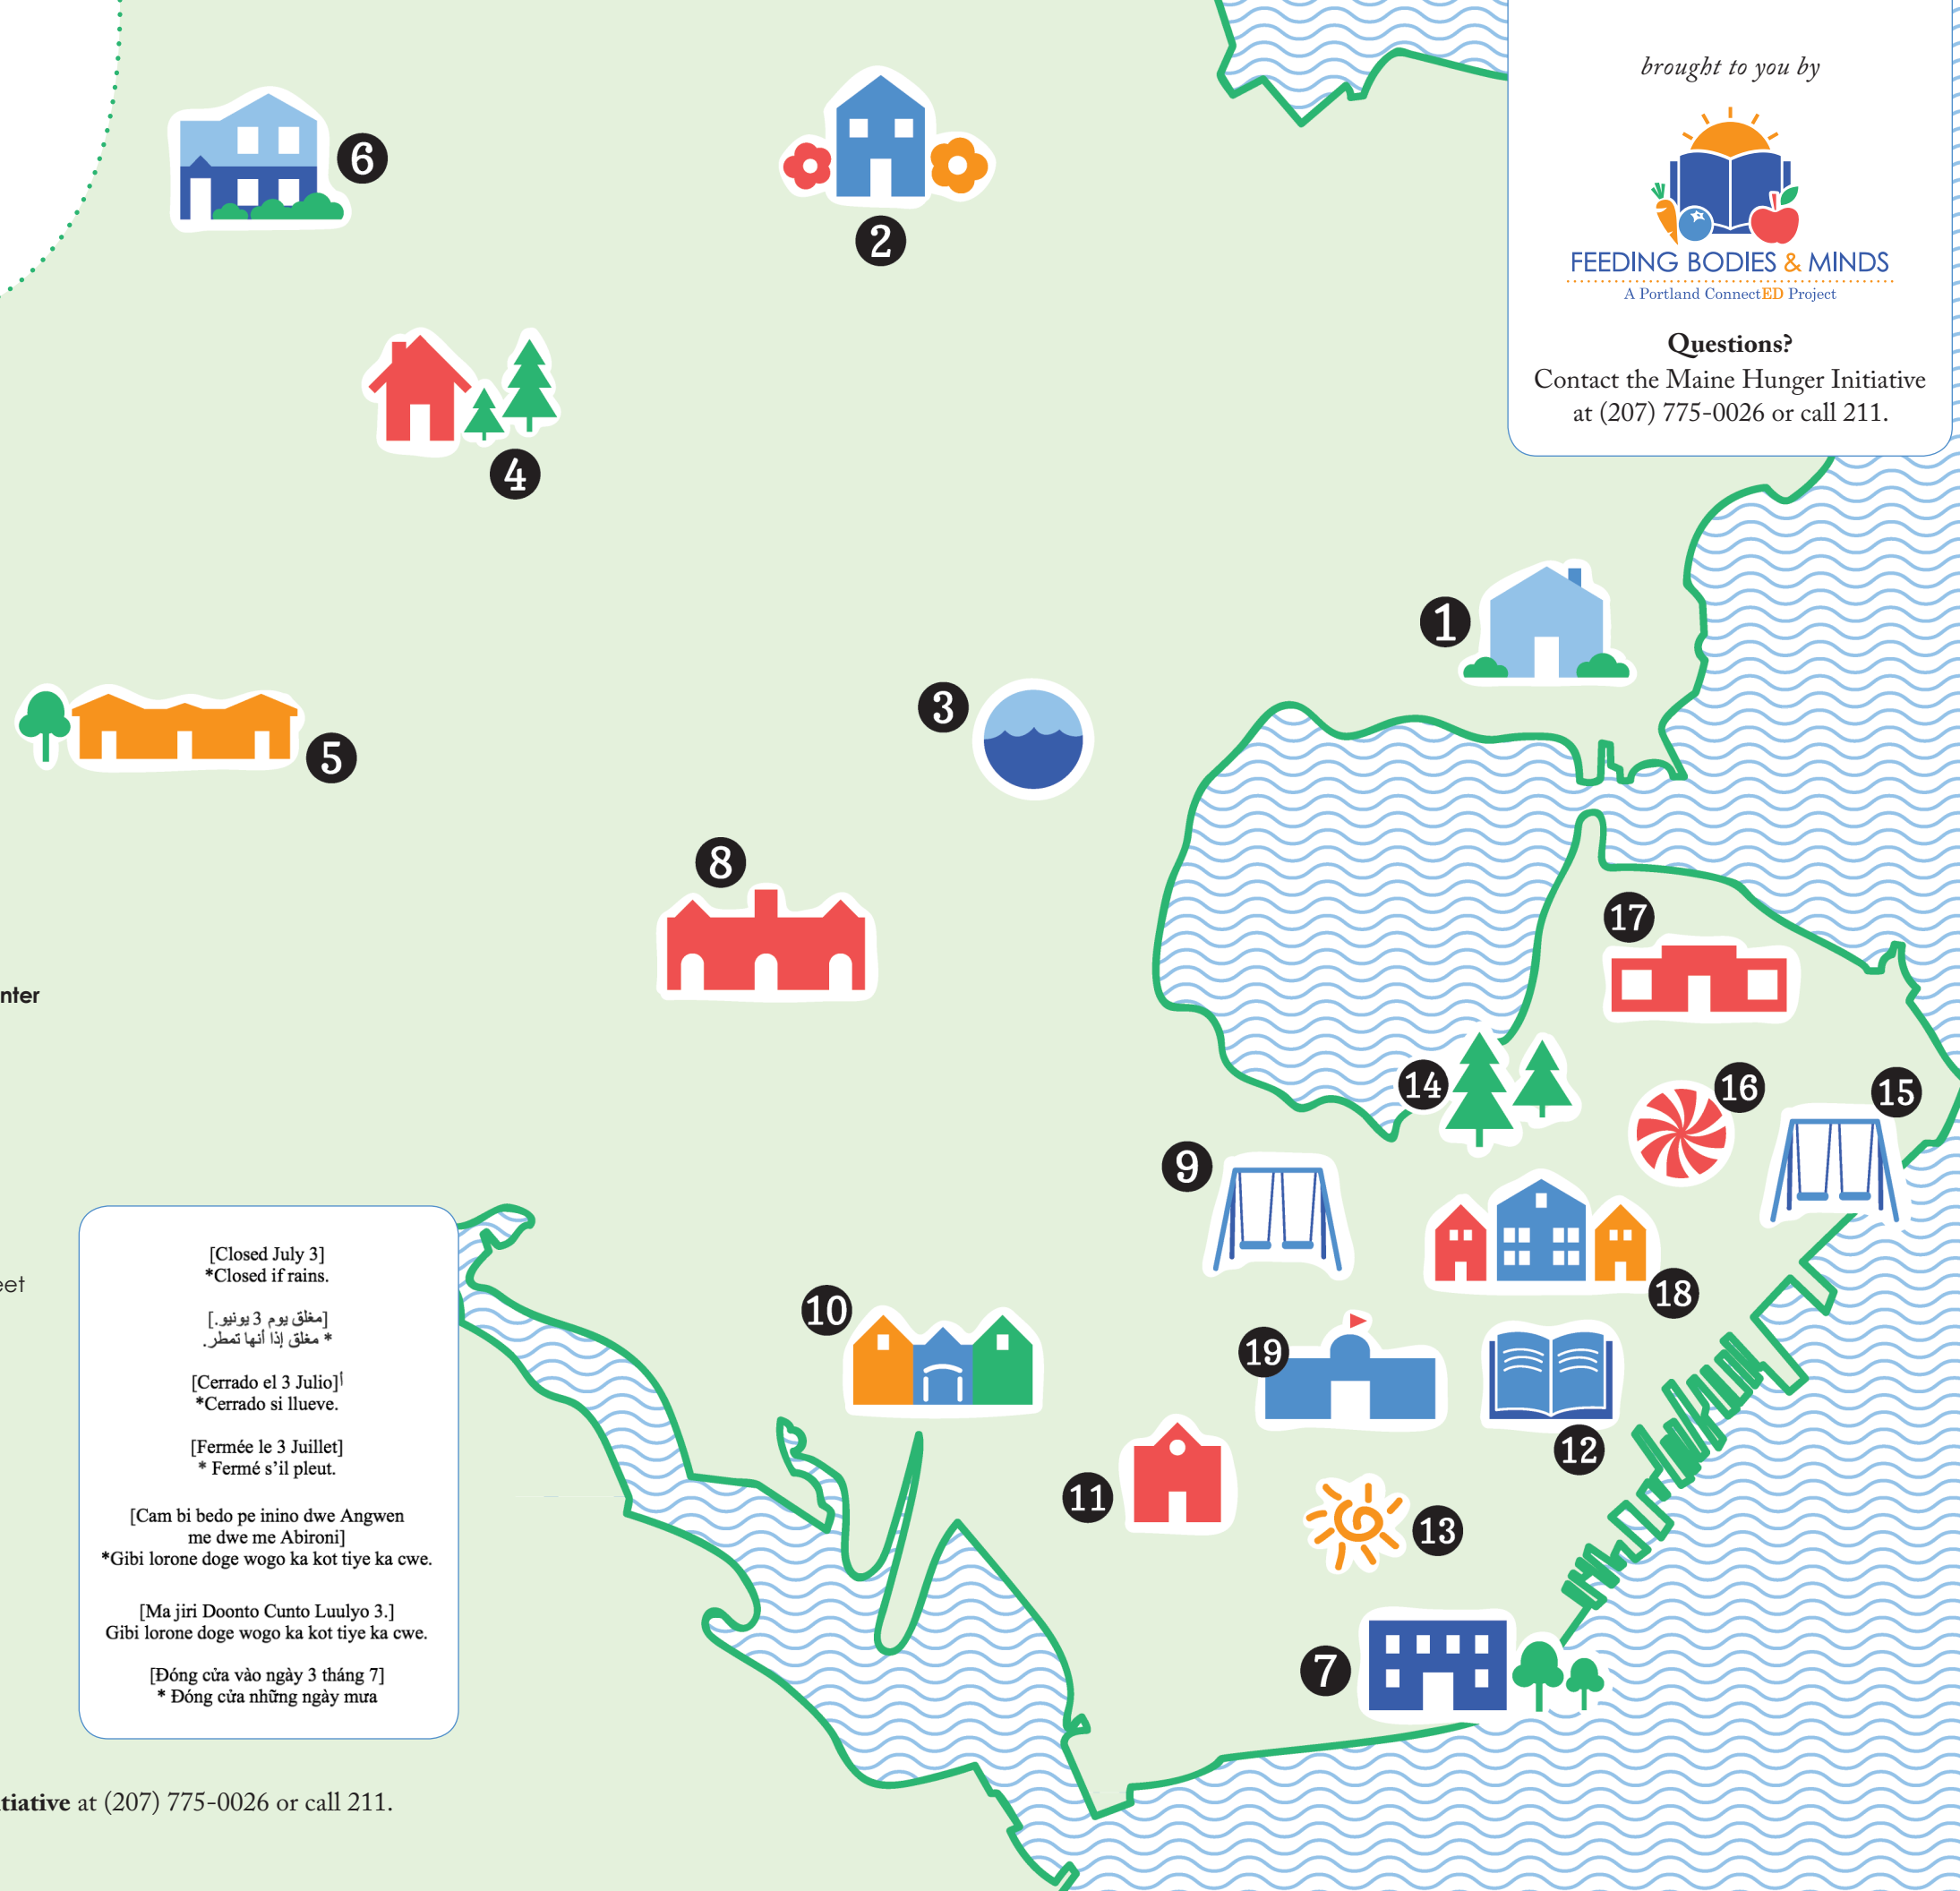 brought to you by
FEEDING BODIES & MINDS
A Portland ConnectED Project
Questions?
Contact the Maine Hunger Initiative
at (207) 775-0026 or call 211.
6
2
4
1
3
5
8
17
14
16
15
9
18
10
19
12
11
13
7
nter
eet
[Closed July 3]
*Closed if rains.
[مغلق يوم 3 يونيو.]
* مغلق إذا أنها تمطر.
[Cerrado el 3 Julio]أ
*Cerrado si llueve.
[Fermée le 3 Juillet]
* Fermé s’il pleut.
[Cam bi bedo pe inino dwe Angwen
me dwe me Abironi]
*Gibi lorone doge wogo ka kot tiye ka cwe.
[Ma jiri Doonto Cunto Luulyo 3.]
Gibi lorone doge wogo ka kot tiye ka cwe.
[Đóng cửa vào ngày 3 tháng 7]
* Đóng cửa những ngày mưa
tiative at (207) 775-0026 or call 211.